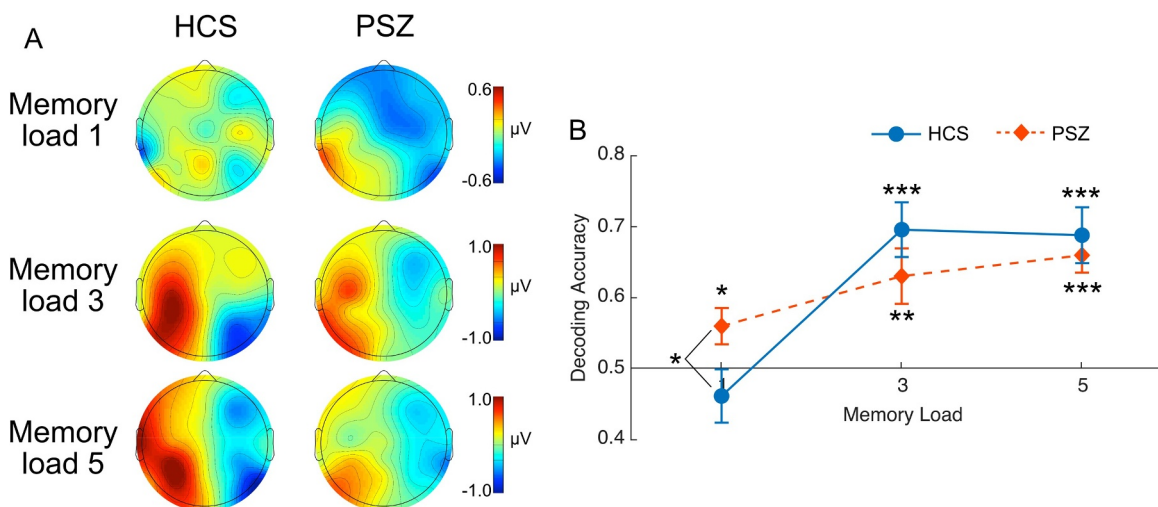 A
HCS
PSZ
Memory
load 1
0.6
µV
-0.6
Memory
load 3
1.0
µV
-1.0
Memory
load 5
1.0
µV
-1.0
B
HCS
PSZ
0.8
0.7
0.6
0.5
0.4
Decoding Accuracy
*
*
***
**
***
***
1
3
5
Memory Load